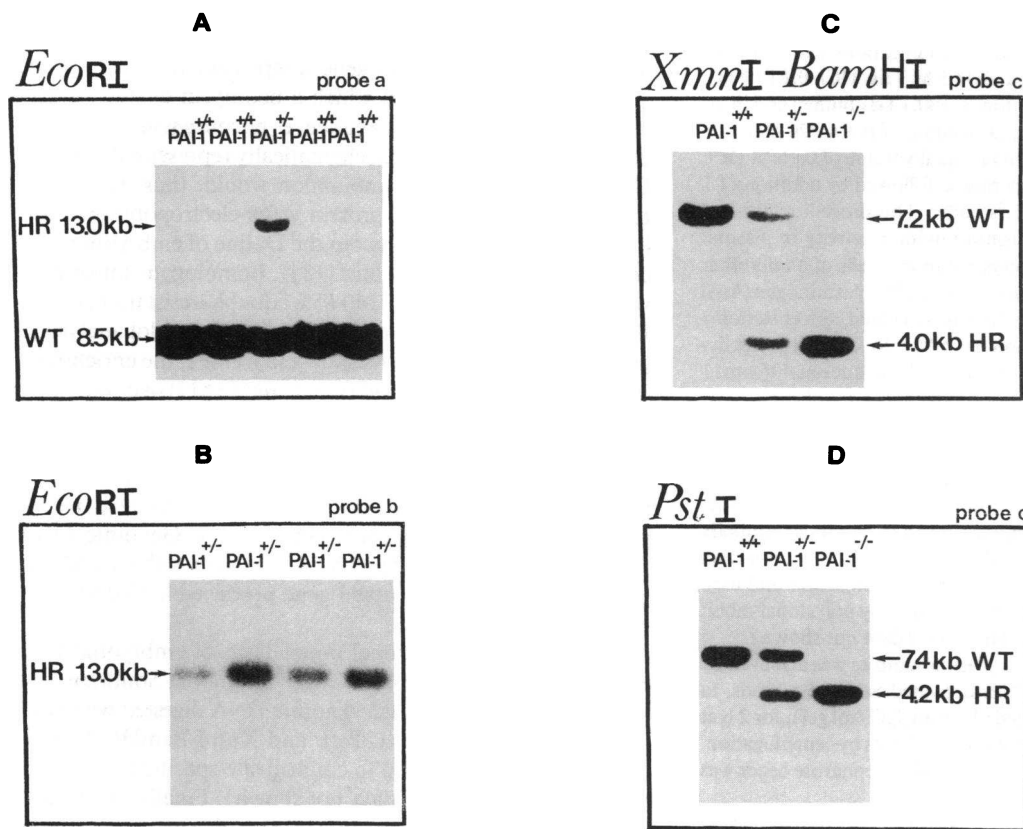 A
EcoRI
probe a
PAI-1+/+ PAI-1+/+ PAI-1+/- PAI-1+/+ PAI-1+/+
HR 13.0kb
WT 8.5kb
B
EcoRI
probe b
PAI-1+/- PAI-1+/- PAI-1+/- PAI-1+/-
HR 13.0kb
C
XmnI-BamHI
probe c
PAI-1+/+ PAI-1+/- PAI-1-/-
7.2kb WT
4.0kb HR
D
Pst I
probe
PAI-1+/+ PAI-1+/- PAI-1-/-
7.4kb WT
4.2kb HR